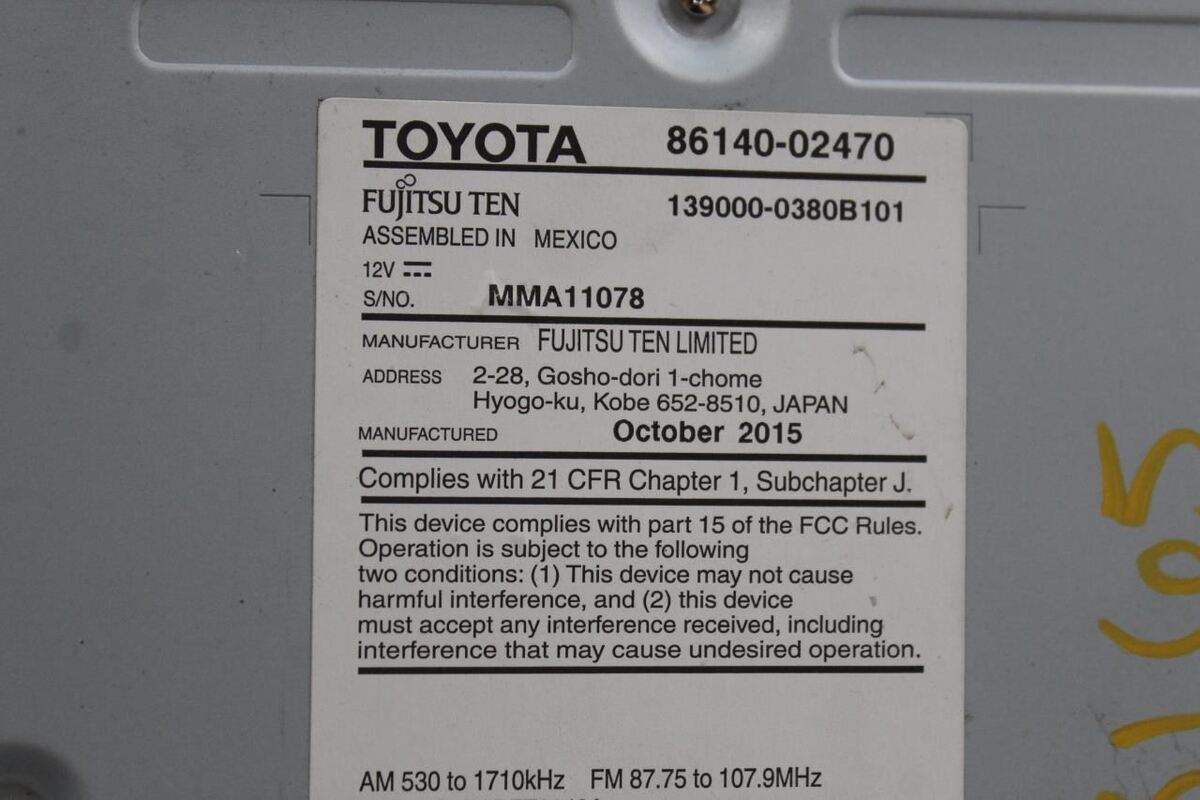 TOYOTA 86140-02470
FUJITSU TEN 139000-0380B101
ASSEMBLED IN MEXICO
12V
S/NO. MMA11078
MANUFACTURER FUJITSU TEN LIMITED
ADDRESS 2-28, Gosho-dori 1-chome
Hyogo-ku, Kobe 652-8510, JAPAN
MANUFACTURED October 2015
Complies with 21 CFR Chapter 1, Subchapter J.
This device complies with part 15 of the FCC Rules.
Operation is subject to the following
two conditions: (1) This device may not cause
harmful interference, and (2) this device
must accept any interference received, including
interference that may cause undesired operation.
AM 530 to 1710kHz FM 87.75 to 107.9MHz